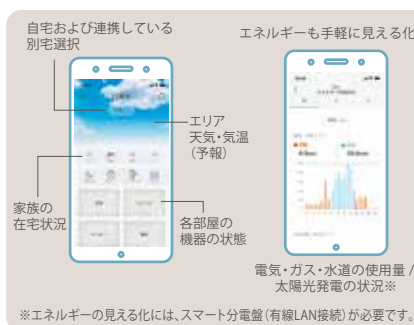 自宅および連携している
別宅選択
エリア
天気・気温
(予報)
家族の
在宅状況
各部屋の
機器の状態
エネルギーも手軽に見える化
電気・ガス・水道の使用量/
太陽光発電の状況※
※エネルギーの見える化には、スマート分電盤(有線LAN接続)が必要です。